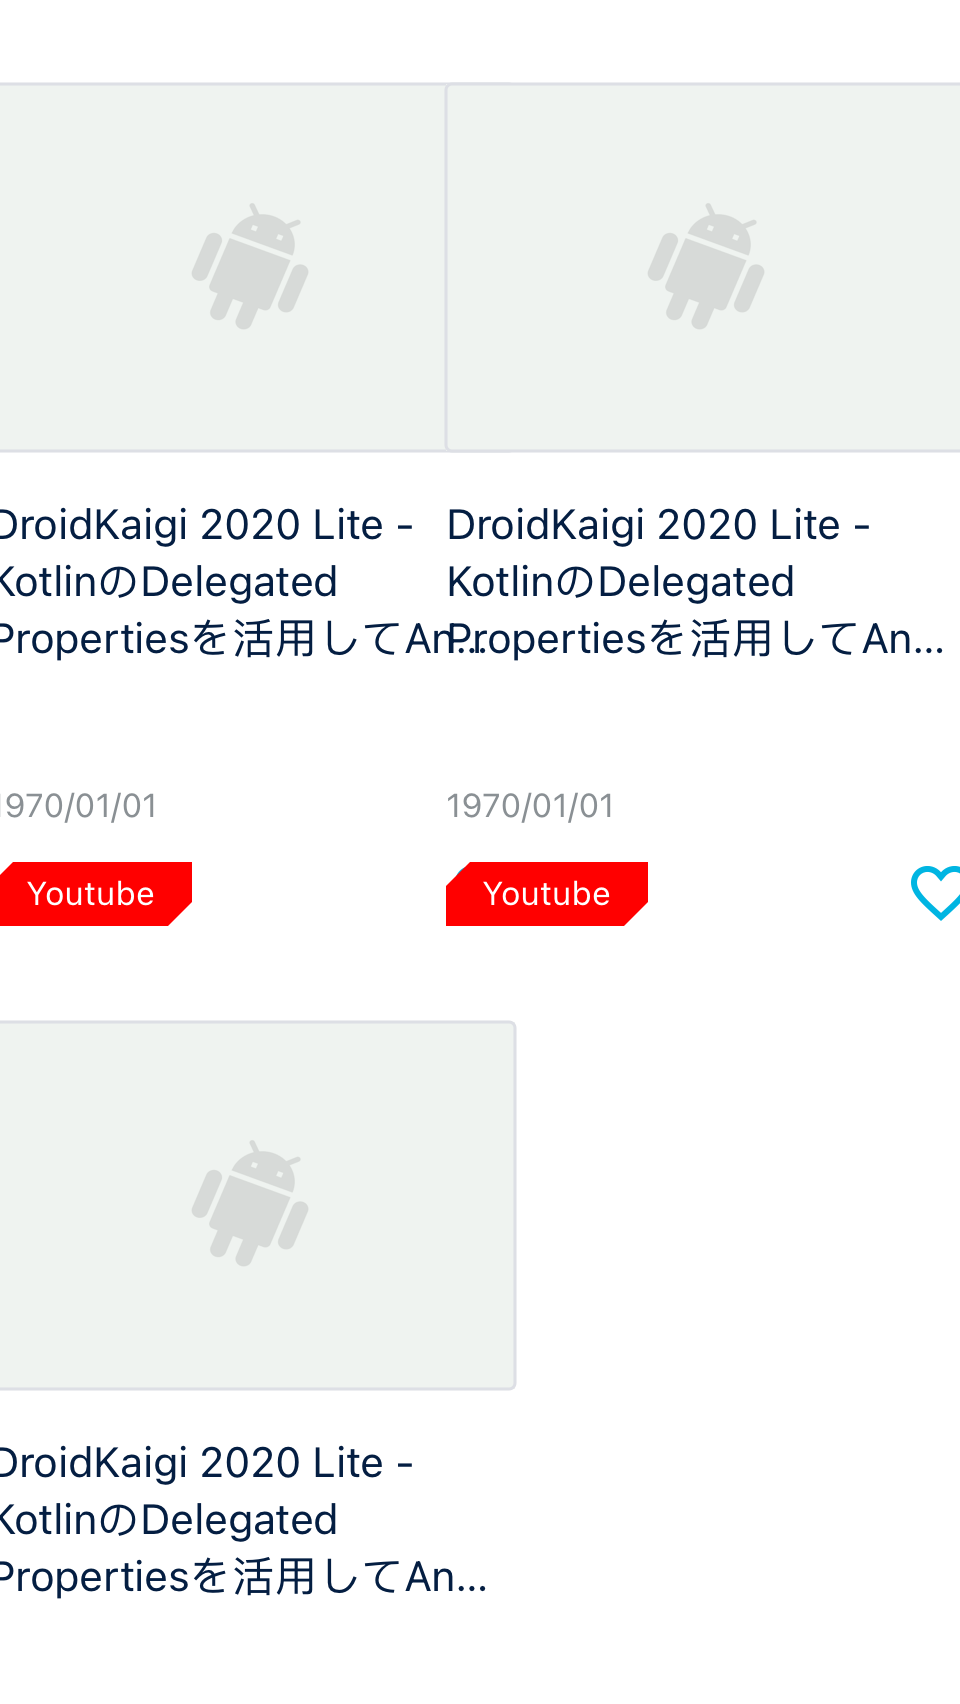 DroidKaigi 2020 Lite -
KotlinのDelegated
Propertiesを活用してAn...
1970/01/01
Youtube
DroidKaigi 2020 Lite -
KotlinのDelegated
Propertiesを活用してAn...
1970/01/01
Youtube
DroidKaigi 2020 Lite -
KotlinのDelegated
Propertiesを活用してAn...